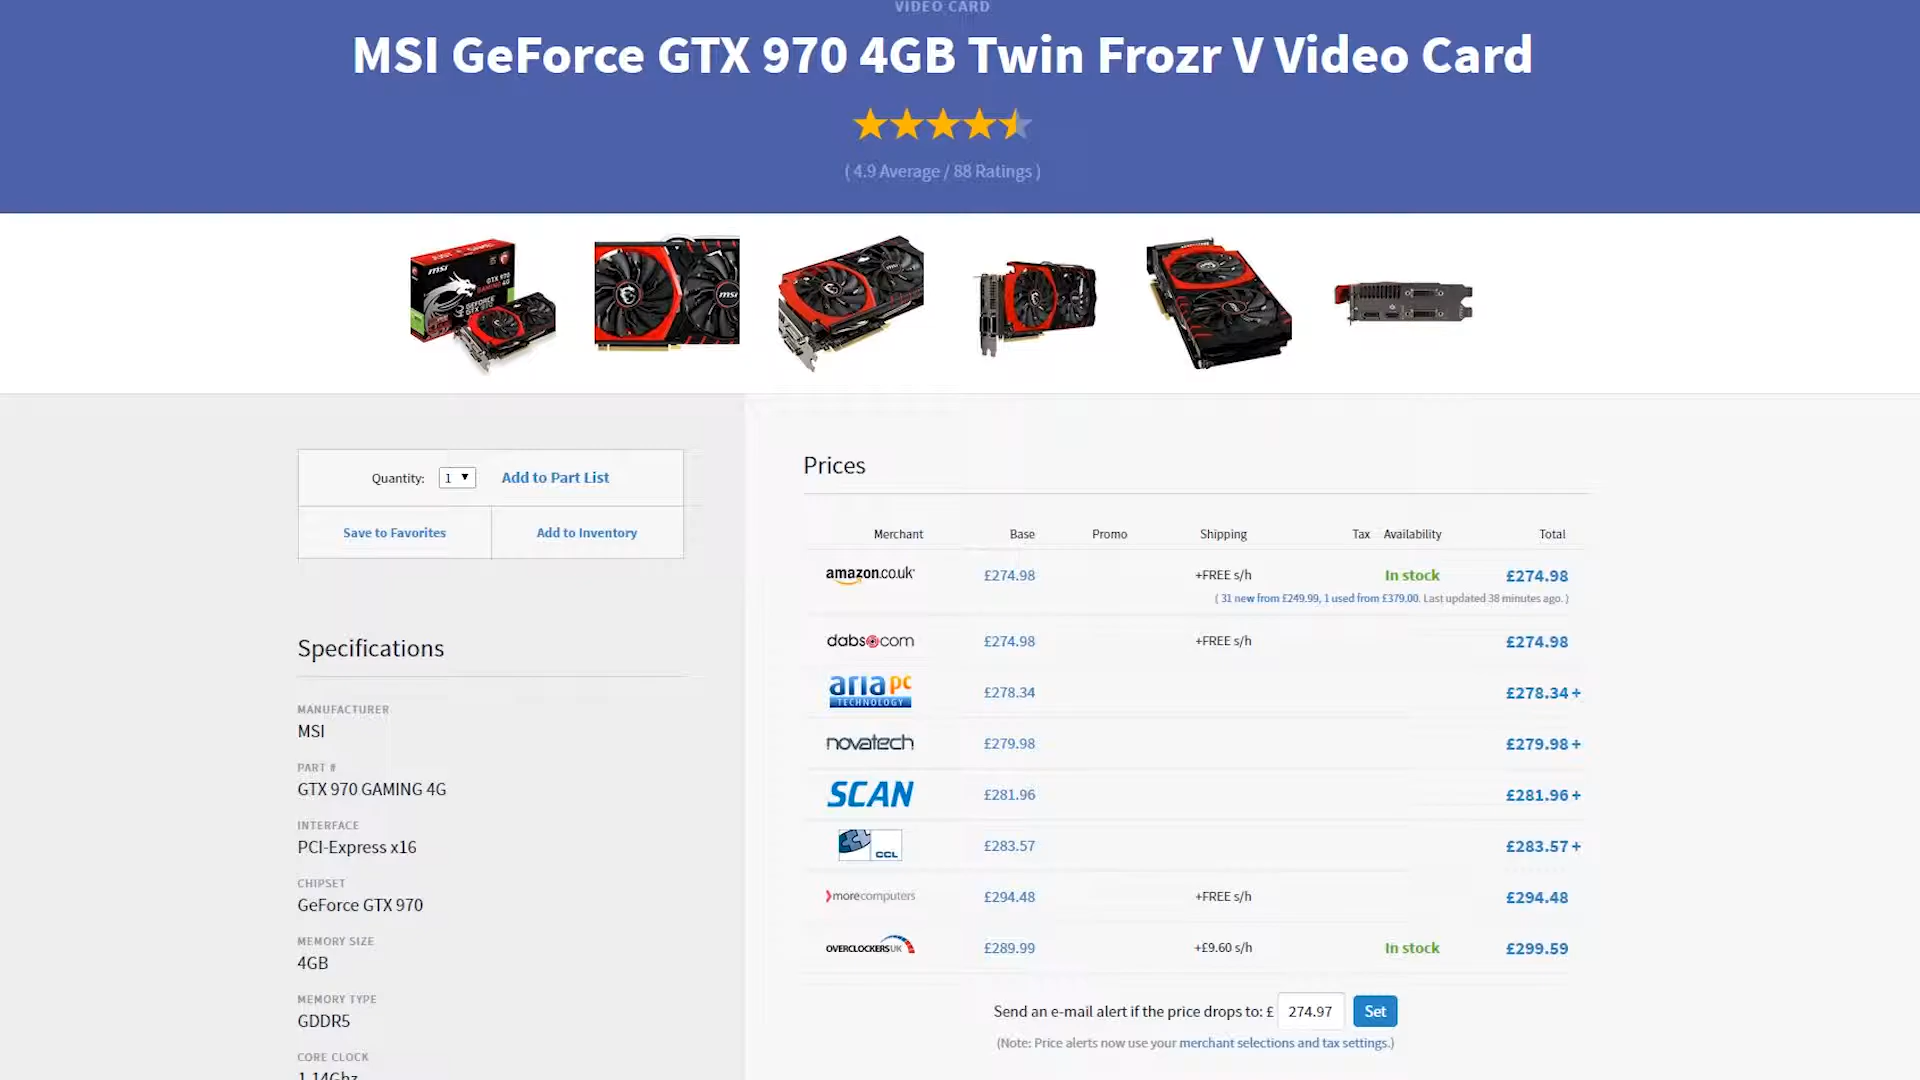 VIDEO CARD
MSI GeForce GTX 970 4GB Twin Frozr V Video Card
( 4.9 Average / 88 Ratings )
Quantity: 1 Add to Part List
Save to Favorites Add to Inventory
Specifications
MANUFACTURER
MSI
PART #
GTX 970 GAMING 4G
INTERFACE
PCI-Express x16
CHIPSET
GeForce GTX 970
MEMORY SIZE
4GB
MEMORY TYPE
GDDR5
CORE CLOCK
1.14Ghz
Prices
Merchant Base Promo Shipping Tax Availability Total
amazon.co.uk £274.98 +FREE s/h In stock £274.98
( 31 new from £249.99, 1 used from £379.00. Last updated 38 minutes ago. )
dabs.com £274.98 +FREE s/h £274.98
aria pc TECHNOLOGY £278.34 £278.34 +
novatech £279.98 £279.98 +
SCAN £281.96 £281.96 +
CCL £283.57 £283.57 +
morecomputers £294.48 +FREE s/h £294.48
OVERCLOCKERS UK £289.99 +£9.60 s/h In stock £299.59
Send an e-mail alert if the price drops to: £ 274.97 Set
(Note: Price alerts now use your merchant selections and tax settings.)